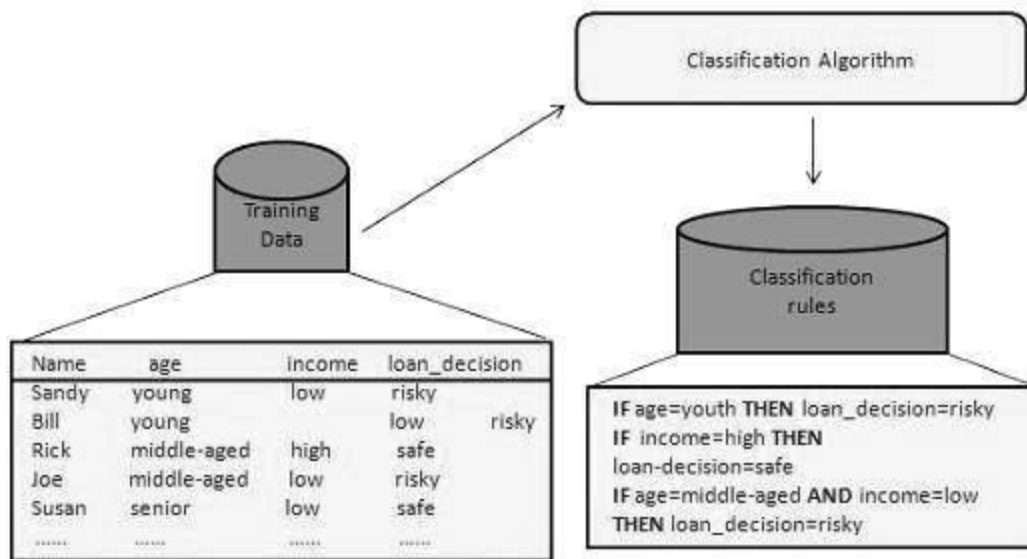 Classification Algorithm
Training
Data
Classification
rules
Name age income loan_decision
Sandy young low risky
Bill young low risky
Rick middle-aged high safe
Joe middle-aged low risky
Susan senior low safe
...... ...... ...... ......
IF age=youth THEN loan_decision=risky
IF income=high THEN
loan-decision=safe
IF age=middle-aged AND income=low
THEN loan_decision=risky